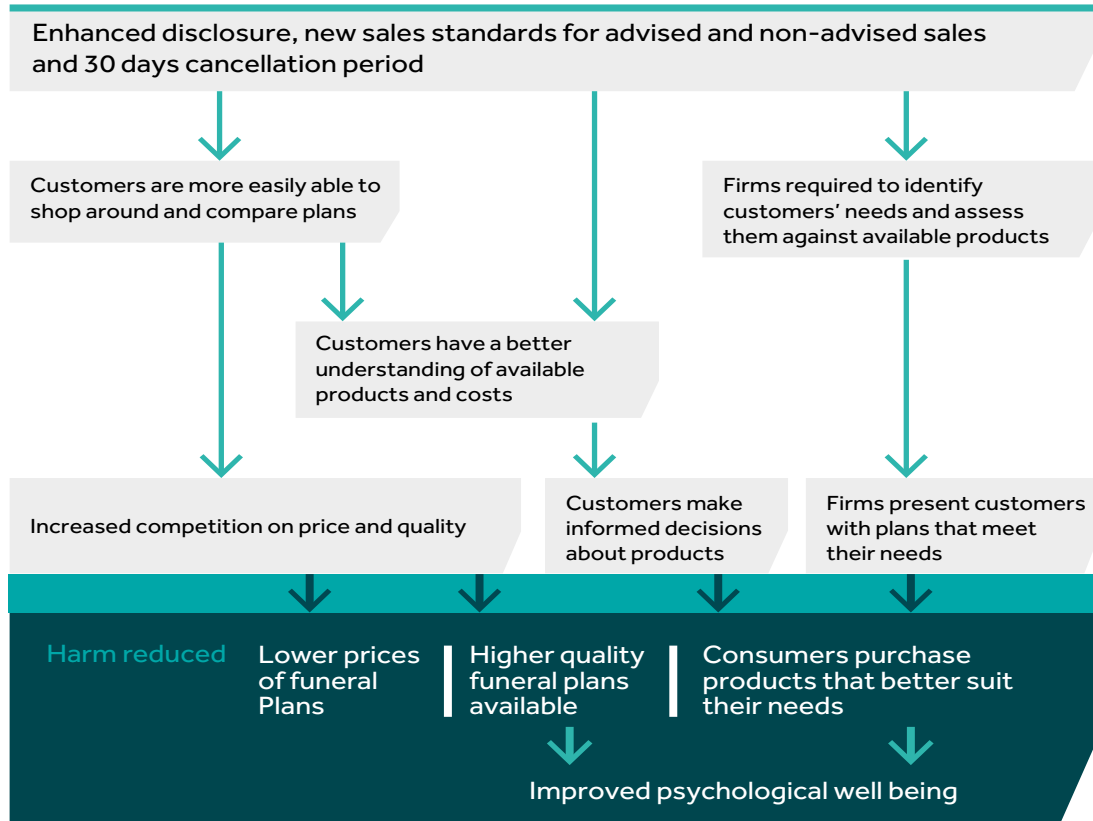 Enhanced disclosure, new sales standards for advised and non-advised sales
and 30 days cancellation period
Customers are more easily able to
shop around and compare plans
Firms required to identify
customers’ needs and assess
them against available products
Customers have a better
understanding of available
products and costs
Increased competition on price and quality
Customers make
informed decisions
about products
Firms present customers
with plans that meet
their needs
Harm reduced
Lower prices
of funeral
Plans
Higher quality
funeral plans
available
Consumers purchase
products that better suit
their needs
Improved psychological well being